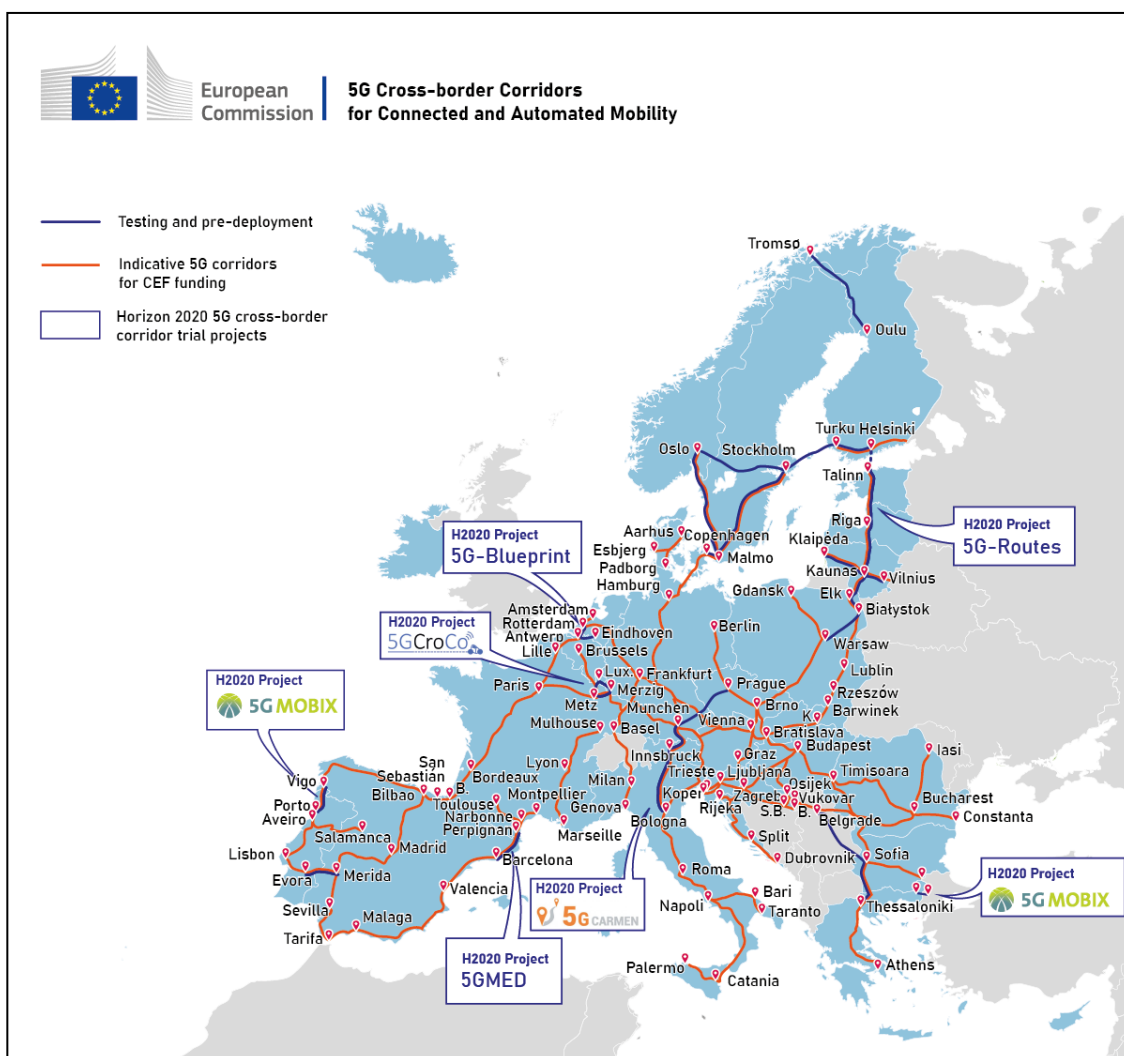 European
Commission
5G Cross-border Corridors
for Connected and Automated Mobility
Testing and pre-deployment
Indicative 5G corridors
for CEF funding
Horizon 2020 5G cross-border
corridor trial projects
Tromsø
Oulu
Turku
Helsinki
Oslo
Stockholm
Talinn
H2020 Project
5G-Routes
Riga
H2020 Project
5G-Blueprint
Aarhus
Copenhagen
Klaipėda
Esbjerg
Malmo
Padborg
Kaunas
Vilnius
Hamburg
Gdansk
Elk
Białystok
Amsterdam
H2020 Project
5GCroCo
Rotterdam
Berlin
Antwerp
Eindhoven
Lille
Brussels
Warsaw
Lublin
Lux.
Frankfurt
H2020 Project
5G MOBIX
Paris
Merzig
Prague
Rzeszów
Metz
Munchen
Brno
Barwinek
Mulhouse
Basel
Vienna
K.
Bratislava
Budapest
Iasi
Innsbruck
Graz
San
Sebastian
Bordeaux
Lyon
Trieste
Ljubljana
Timisoara
Vigo
Bilbao
B.
Milan
Koper
Osijek
Toulouse
Montpellier
Zagreb
Vukovar
Bucharest
Porto
Narbonne
Genova
Rijeka
S.B.
B.
Aveiro
Perpignan
Bologna
Belgrade
Constanta
Salamanca
Marseille
Split
Lisbon
Madrid
Barcelona
Dubrovnik
Sofia
Evora
Merida
Roma
H2020 Project
5G MOBIX
Valencia
H2020 Project
5G CARMEN
Bari
Thessaloniki
Sevilla
Napoli
Taranto
Malaga
Tarifa
H2020 Project
5GMED
Palermo
Catania
Athens